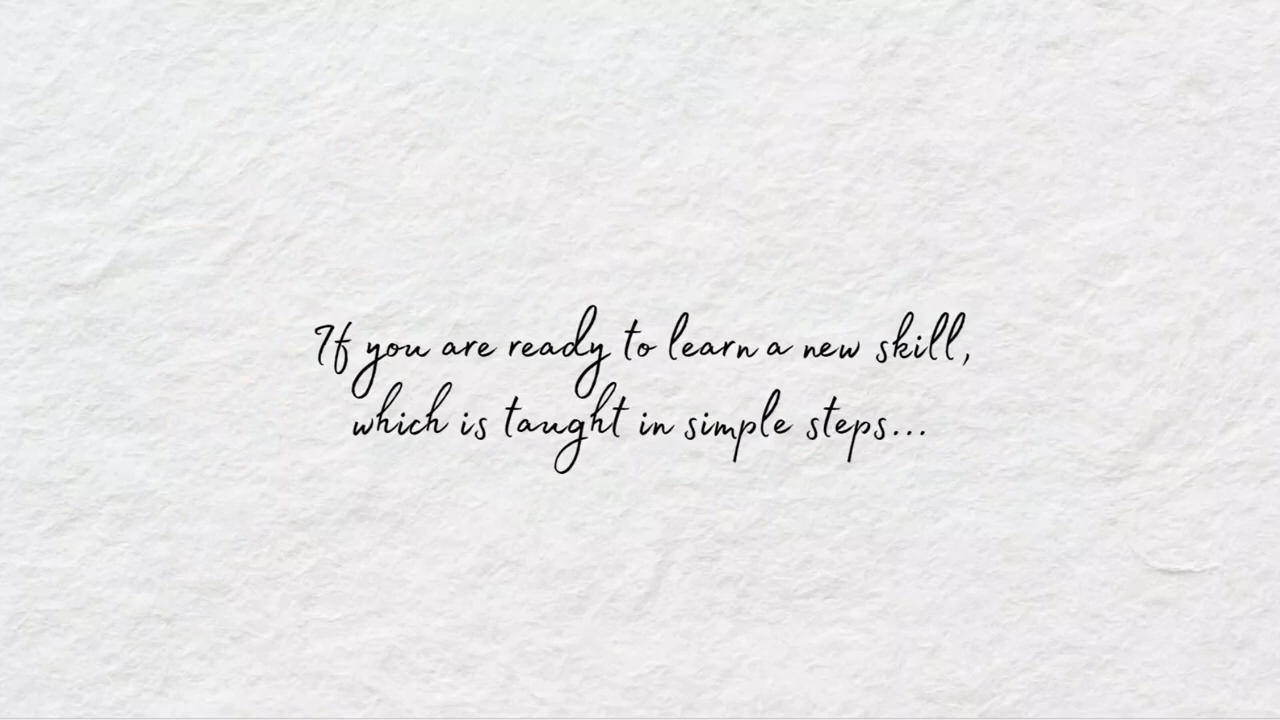 If you are ready to learn a new skill,
which is taught in simple steps...